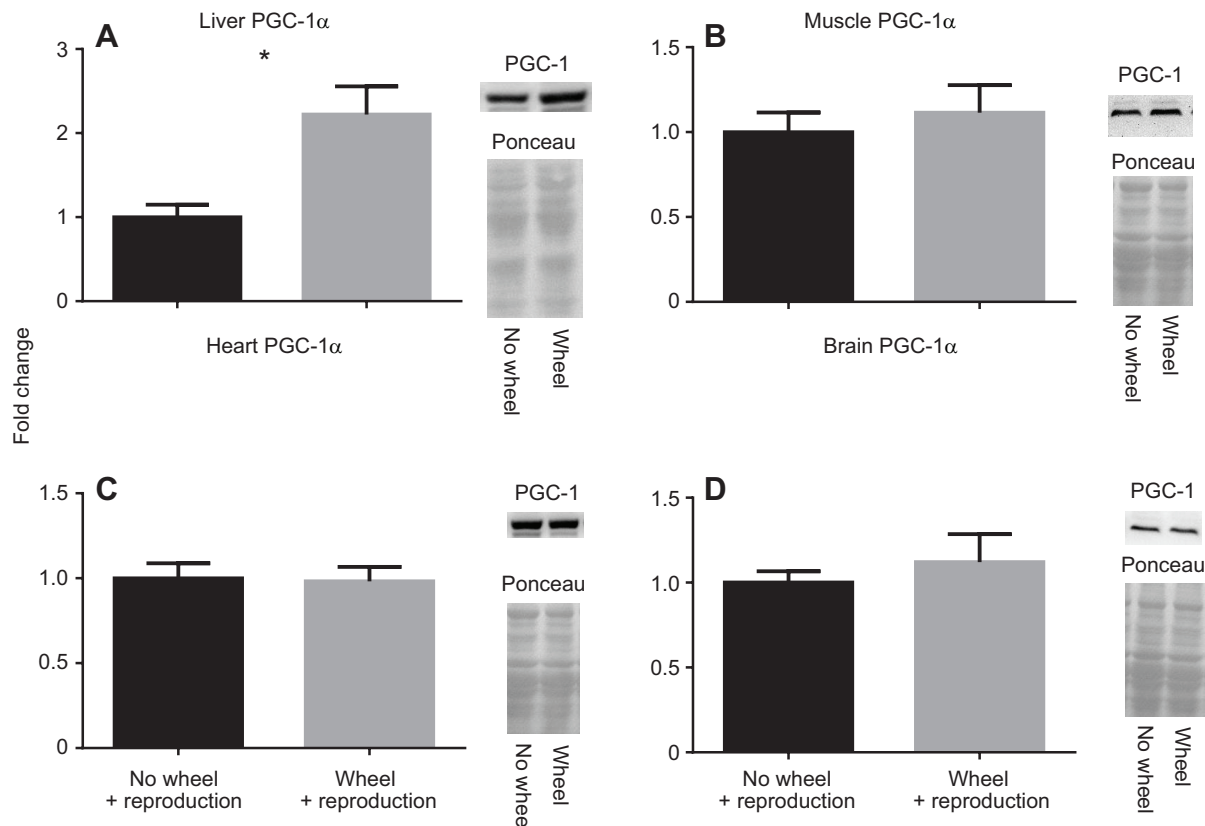 A
Liver PGC-1α
3
2
1
0
*
PGC-1
Ponceau
No wheel
Wheel
B
Muscle PGC-1α
1.5
1.0
0.5
0
PGC-1
Ponceau
No wheel
Wheel
Fold change
C
Heart PGC-1α
1.5
1.0
0.5
0
No wheel
+ reproduction
Wheel
+ reproduction
PGC-1
Ponceau
No whee
Wheel
D
Brain PGC-1α
1.5
1.0
0.5
0
No wheel
+ reproduction
Wheel
+ reproduction
PGC-1
Ponceau
No wheel
Wheel